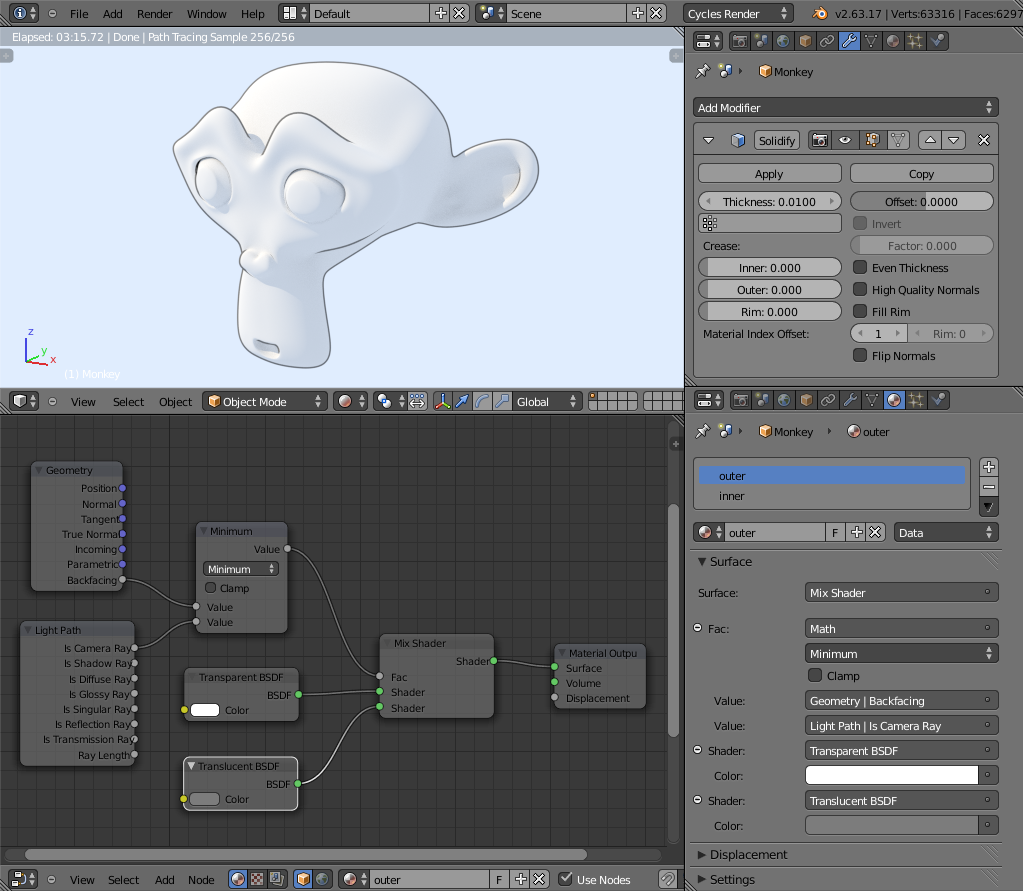 File Add Render Window Help Default Scene Cycles Render v2.63.17 | Verts:63316 | Faces:6297
Elapsed: 03:15.72 | Done | Path Tracing Sample 256/256
z
y
x
(1) Monkey
View Select Object Object Mode Global
Monkey
Add Modifier
Solidify
Apply Copy
Thickness: 0.0100 Offset: 0.0000
Invert
Crease: Factor: 0.000
Inner: 0.000 Even Thickness
Outer: 0.000 High Quality Normals
Rim: 0.000 Fill Rim
Material Index Offset: 1 Rim: 0
Flip Normals
Geometry
Position
Normal
Tangent
True Normal
Incoming
Parametric
Backfacing
Light Path
Is Camera Ray
Is Shadow Ray
Is Diffuse Ray
Is Glossy Ray
Is Singular Ray
Is Reflection Ray
Is Transmission Ray
Ray Length
Minimum
Value
Minimum
Clamp
Value
Value
Transparent BSDF
BSDF
Color
Translucent BSDF
BSDF
Color
Mix Shader
Shader
Fac
Shader
Shader
Material Outpu
Surface
Volume
Displacement
View Select Add Node outer F Use Nodes
Monkey outer
outer
inner
outer F Data
Surface
Surface: Mix Shader
Fac: Math
Minimum
Clamp
Value: Geometry | Backfacing
Value: Light Path | Is Camera Ray
Shader: Transparent BSDF
Color:
Shader: Translucent BSDF
Color:
Displacement
Settings